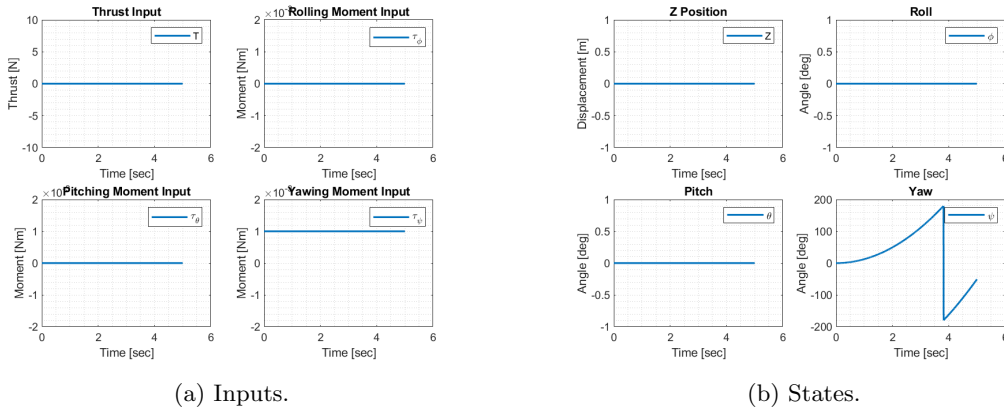 Thrust Input
10
5
0
-5
-10
Thrust [N]
T
0 2 4 6
Time [sec]
Rolling Moment Input
2
1
0
-1
-2
Moment [Nm]
τϕ
0 2 4 6
Time [sec]
Pitching Moment Input
2
1
0
-1
-2
Moment [Nm]
τθ
0 2 4 6
Time [sec]
Yawing Moment Input
2
1
0
-1
-2
Moment [Nm]
τψ
0 2 4 6
Time [sec]
(a) Inputs.
Z Position
1
0.5
0
-0.5
-1
Displacement [m]
Z
0 2 4 6
Time [sec]
Roll
1
0.5
0
-0.5
-1
Angle [deg]
ϕ
0 2 4 6
Time [sec]
Pitch
1
0.5
0
-0.5
-1
Angle [deg]
θ
0 2 4 6
Time [sec]
Yaw
200
100
0
-100
-200
Angle [deg]
ψ
0 2 4 6
Time [sec]
(b) States.